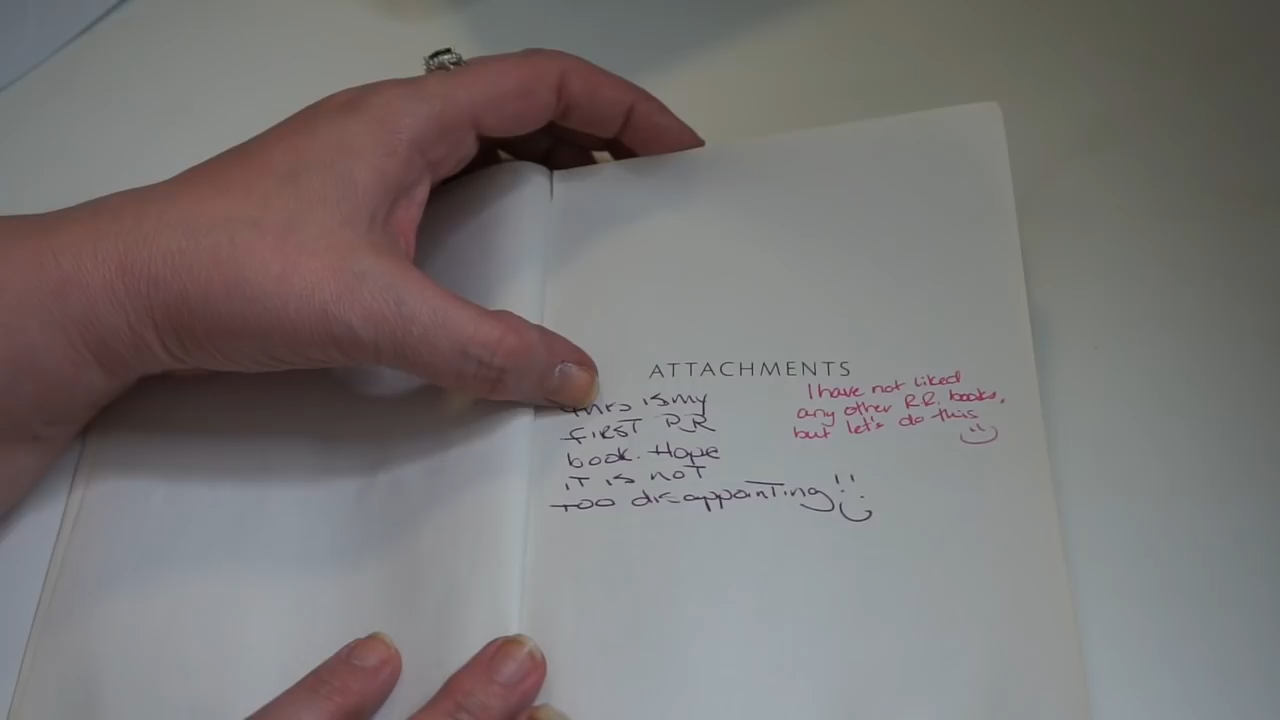 ATTACHMENTS
This is my
FIRST RR
book. Hope
it is not
too disappointing!!
I have not liked
any other R.R. books,
but let's do this